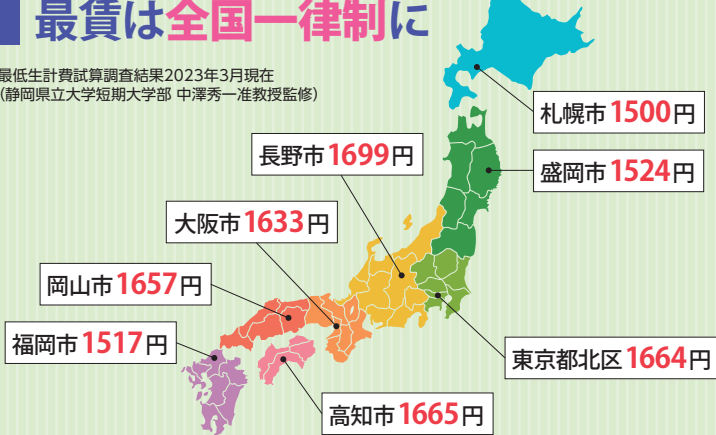 最賃は全国一律制に
最低生計費試算調査結果2023年3月現在
(静岡県立大学短期大学部 中澤秀一准教授監修)
札幌市1500円
長野市1699円
盛岡市1524円
大阪市1633円
岡山市1657円
福岡市1517円
東京都北区1664円
高知市1665円